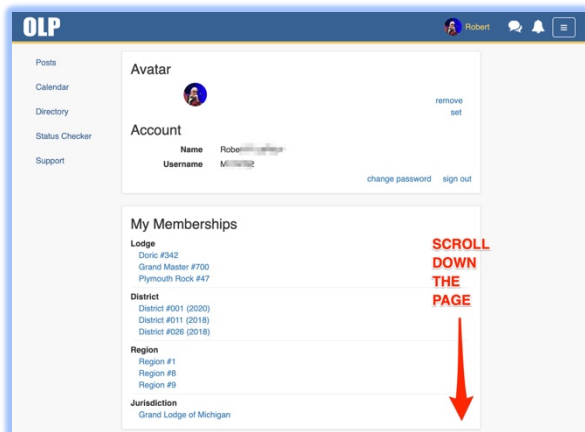 OLP
Robert
Posts
Calendar
Directory
Status Checker
Support
Avatar
remove
set
Account
Name
Username
change password sign out
My Memberships
Lodge
Doric #342
Grand Master #700
Plymouth Rock #47
District
District #001 (2020)
District #011 (2018)
District #026 (2018)
Region
Region #1
Region #8
Region #9
Jurisdiction
Grand Lodge of Michigan
SCROLL
DOWN
THE
PAGE